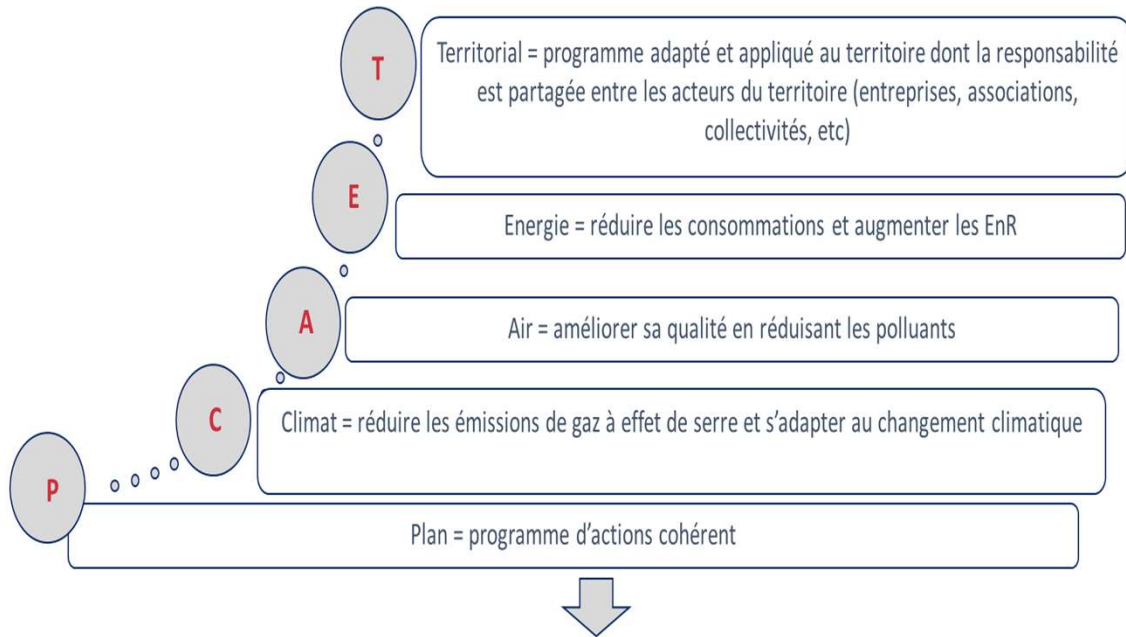 T
Territorial = programme adapté et appliqué au territoire dont la responsabilité
est partagée entre les acteurs du territoire (entreprises, associations,
collectivités, etc)
E
Energie = réduire les consommations et augmenter les EnR
A
Air = améliorer sa qualité en réduisant les polluants
C
Climat = réduire les émissions de gaz à effet de serre et s’adapter au changement climatique
P
Plan = programme d’actions cohérent